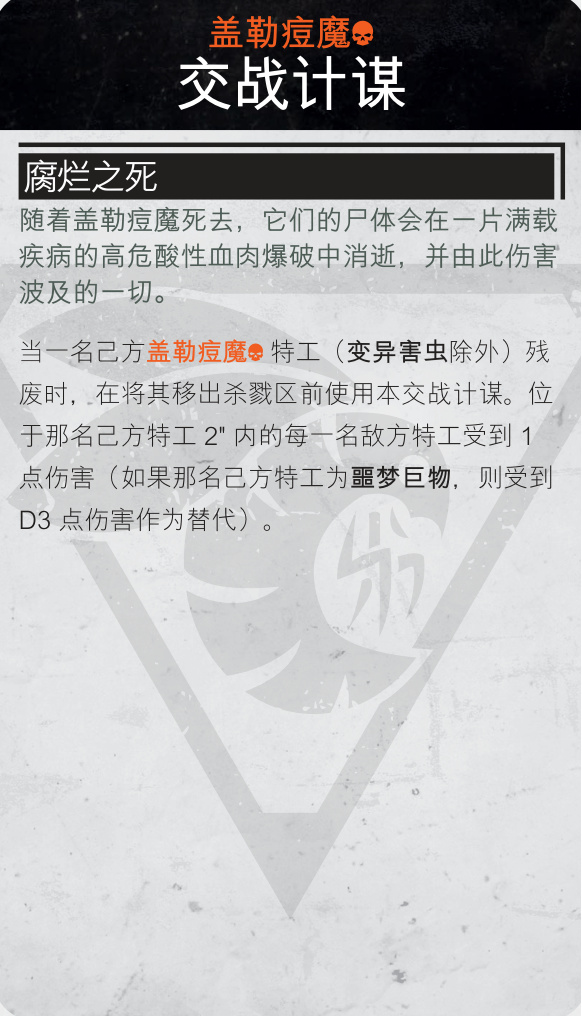 盖勒痘魔
交战计谋
腐烂之死
随着盖勒痘魔死去，它们的尸体会在一片满载
疾病的高危酸性血肉爆破中消逝，并由此伤害
波及的一切。
当一名己方盖勒痘魔 特工（变异害虫除外）残
废时，在将其移出杀戮区前使用本交战计谋。位
于那名己方特工 2" 内的每一名敌方特工受到 1
点伤害（如果那名己方特工为噩梦巨物，则受到
D3 点伤害作为替代）。